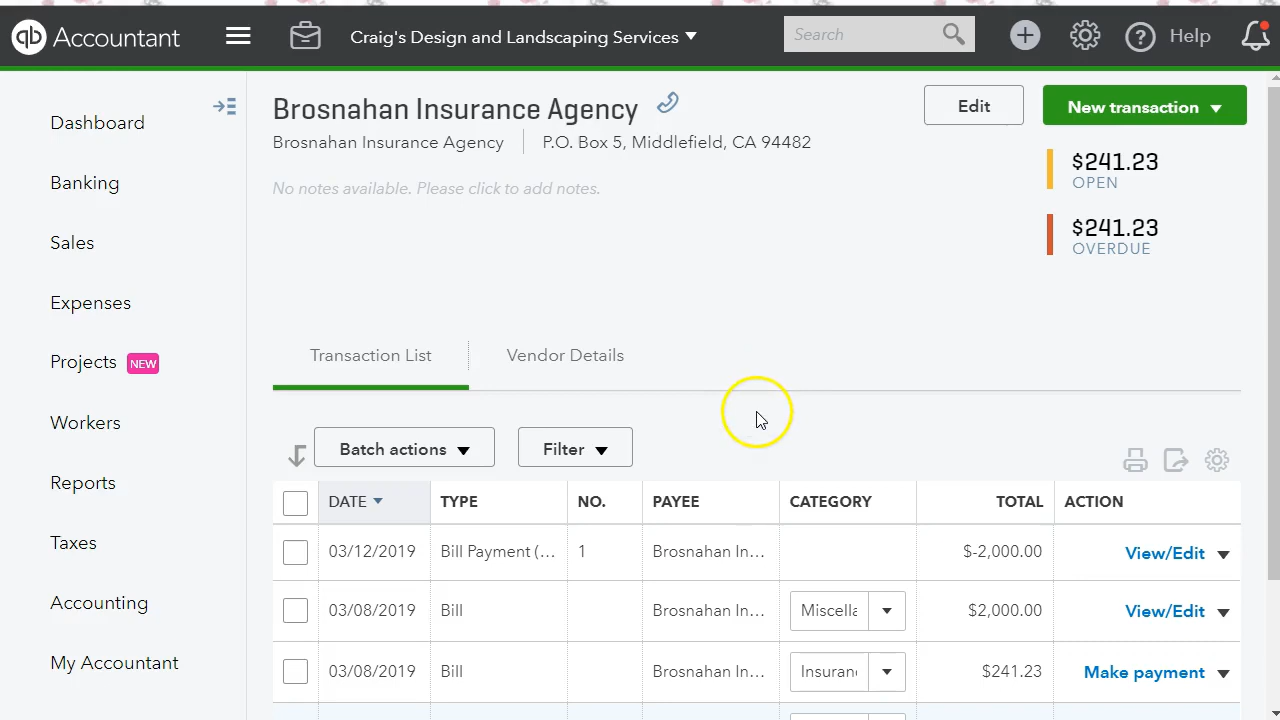 qb Accountant
Craig's Design and Landscaping Services
Search
Help
Dashboard
Banking
Sales
Expenses
Projects NEW
Workers
Reports
Taxes
Accounting
My Accountant
Brosnahan Insurance Agency
Edit
New transaction
Brosnahan Insurance Agency
P.O. Box 5, Middlefield, CA 94482
No notes available. Please click to add notes.
$241.23
OPEN
$241.23
OVERDUE
Transaction List
Vendor Details
Batch actions
Filter
DATE TYPE NO. PAYEE CATEGORY TOTAL ACTION
03/12/2019 Bill Payment (... 1 Brosnahan In... $-2,000.00 View/Edit
03/08/2019 Bill Brosnahan In... Miscella $2,000.00 View/Edit
03/08/2019 Bill Brosnahan In... Insuran $241.23 Make payment